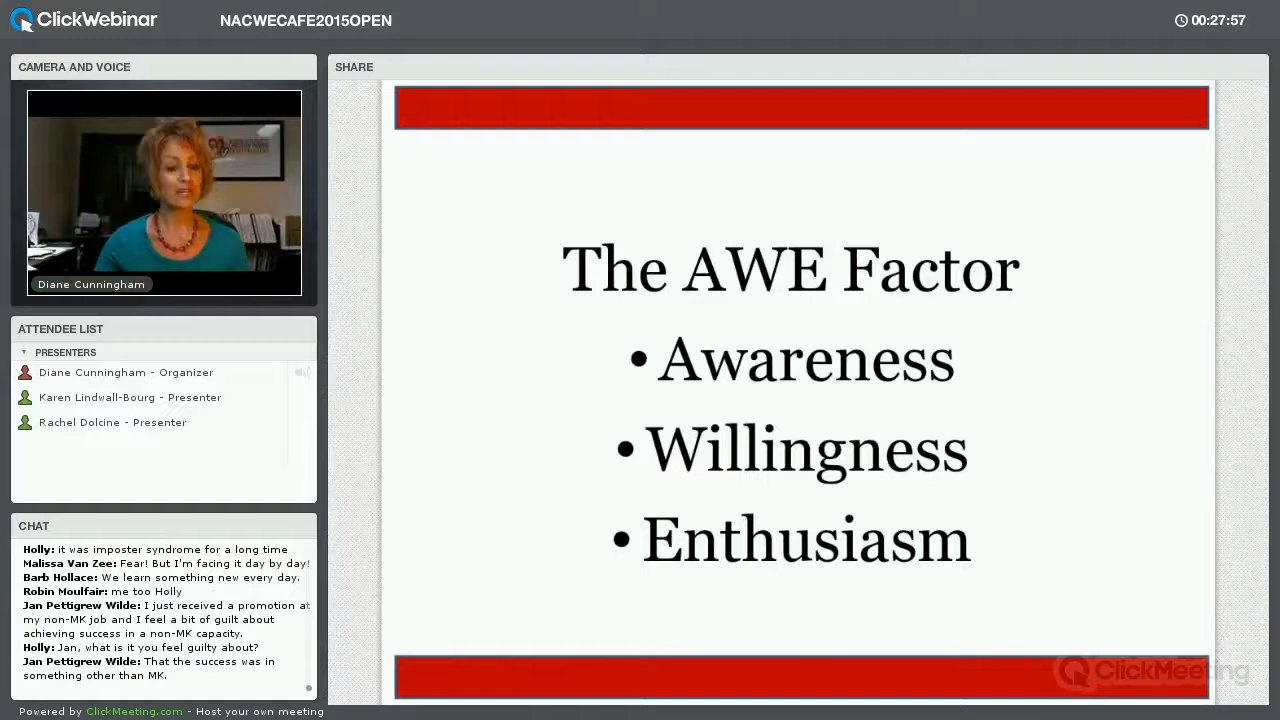 ClickWebinar
NACWECAFE2015OPEN
00:27:57
CAMERA AND VOICE
Diane Cunningham
ATTENDEE LIST
PRESENTERS
Diane Cunningham - Organizer
Karen Lindwall-Bourg - Presenter
Rachel Dolcine - Presenter
CHAT
Holly: it was imposter syndrome for a long time
Malissa Van Zee: Fear! But I'm facing it day by day!
Barb Hollace: We learn something new every day.
Robin Moulfair: me too Holly
Jan Pettigrew Wilde: I just received a promotion at
my non-MK job and I feel a bit of guilt about
achieving success in a non-MK capacity.
Holly: Jan, what is it you feel guilty about?
Jan Pettigrew Wilde: That the success was in
something other than MK.
Powered by ClickMeeting.com - Host your own meeting
SHARE
The AWE Factor
• Awareness
• Willingness
• Enthusiasm
ClickMeeting